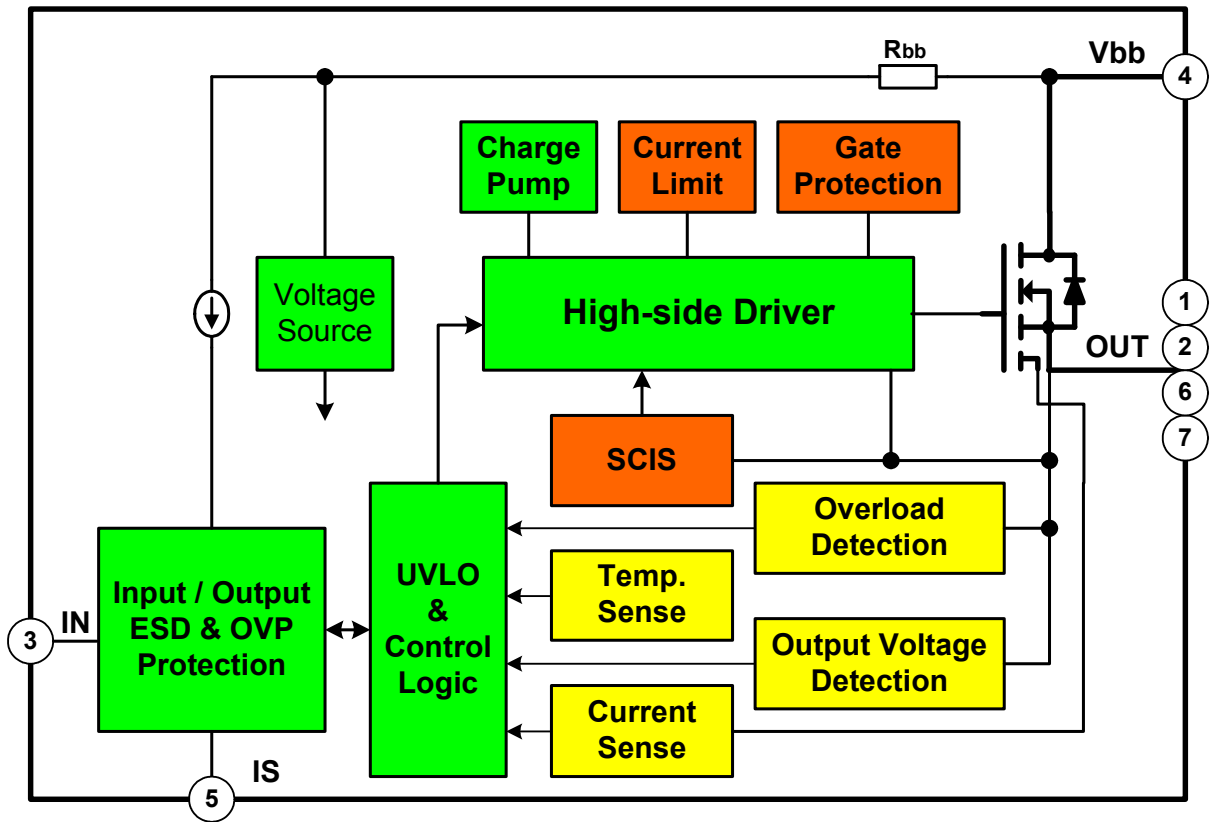 Rbb
Vbb
4
Charge
Pump
Current
Limit
Gate
Protection
Voltage
Source
High-side Driver
1
OUT
2
6
7
SCIS
Overload
Detection
UVLO
&
Control
Logic
Temp.
Sense
Input / Output
ESD & OVP
Protection
IN
3
Output Voltage
Detection
Current
Sense
IS
5